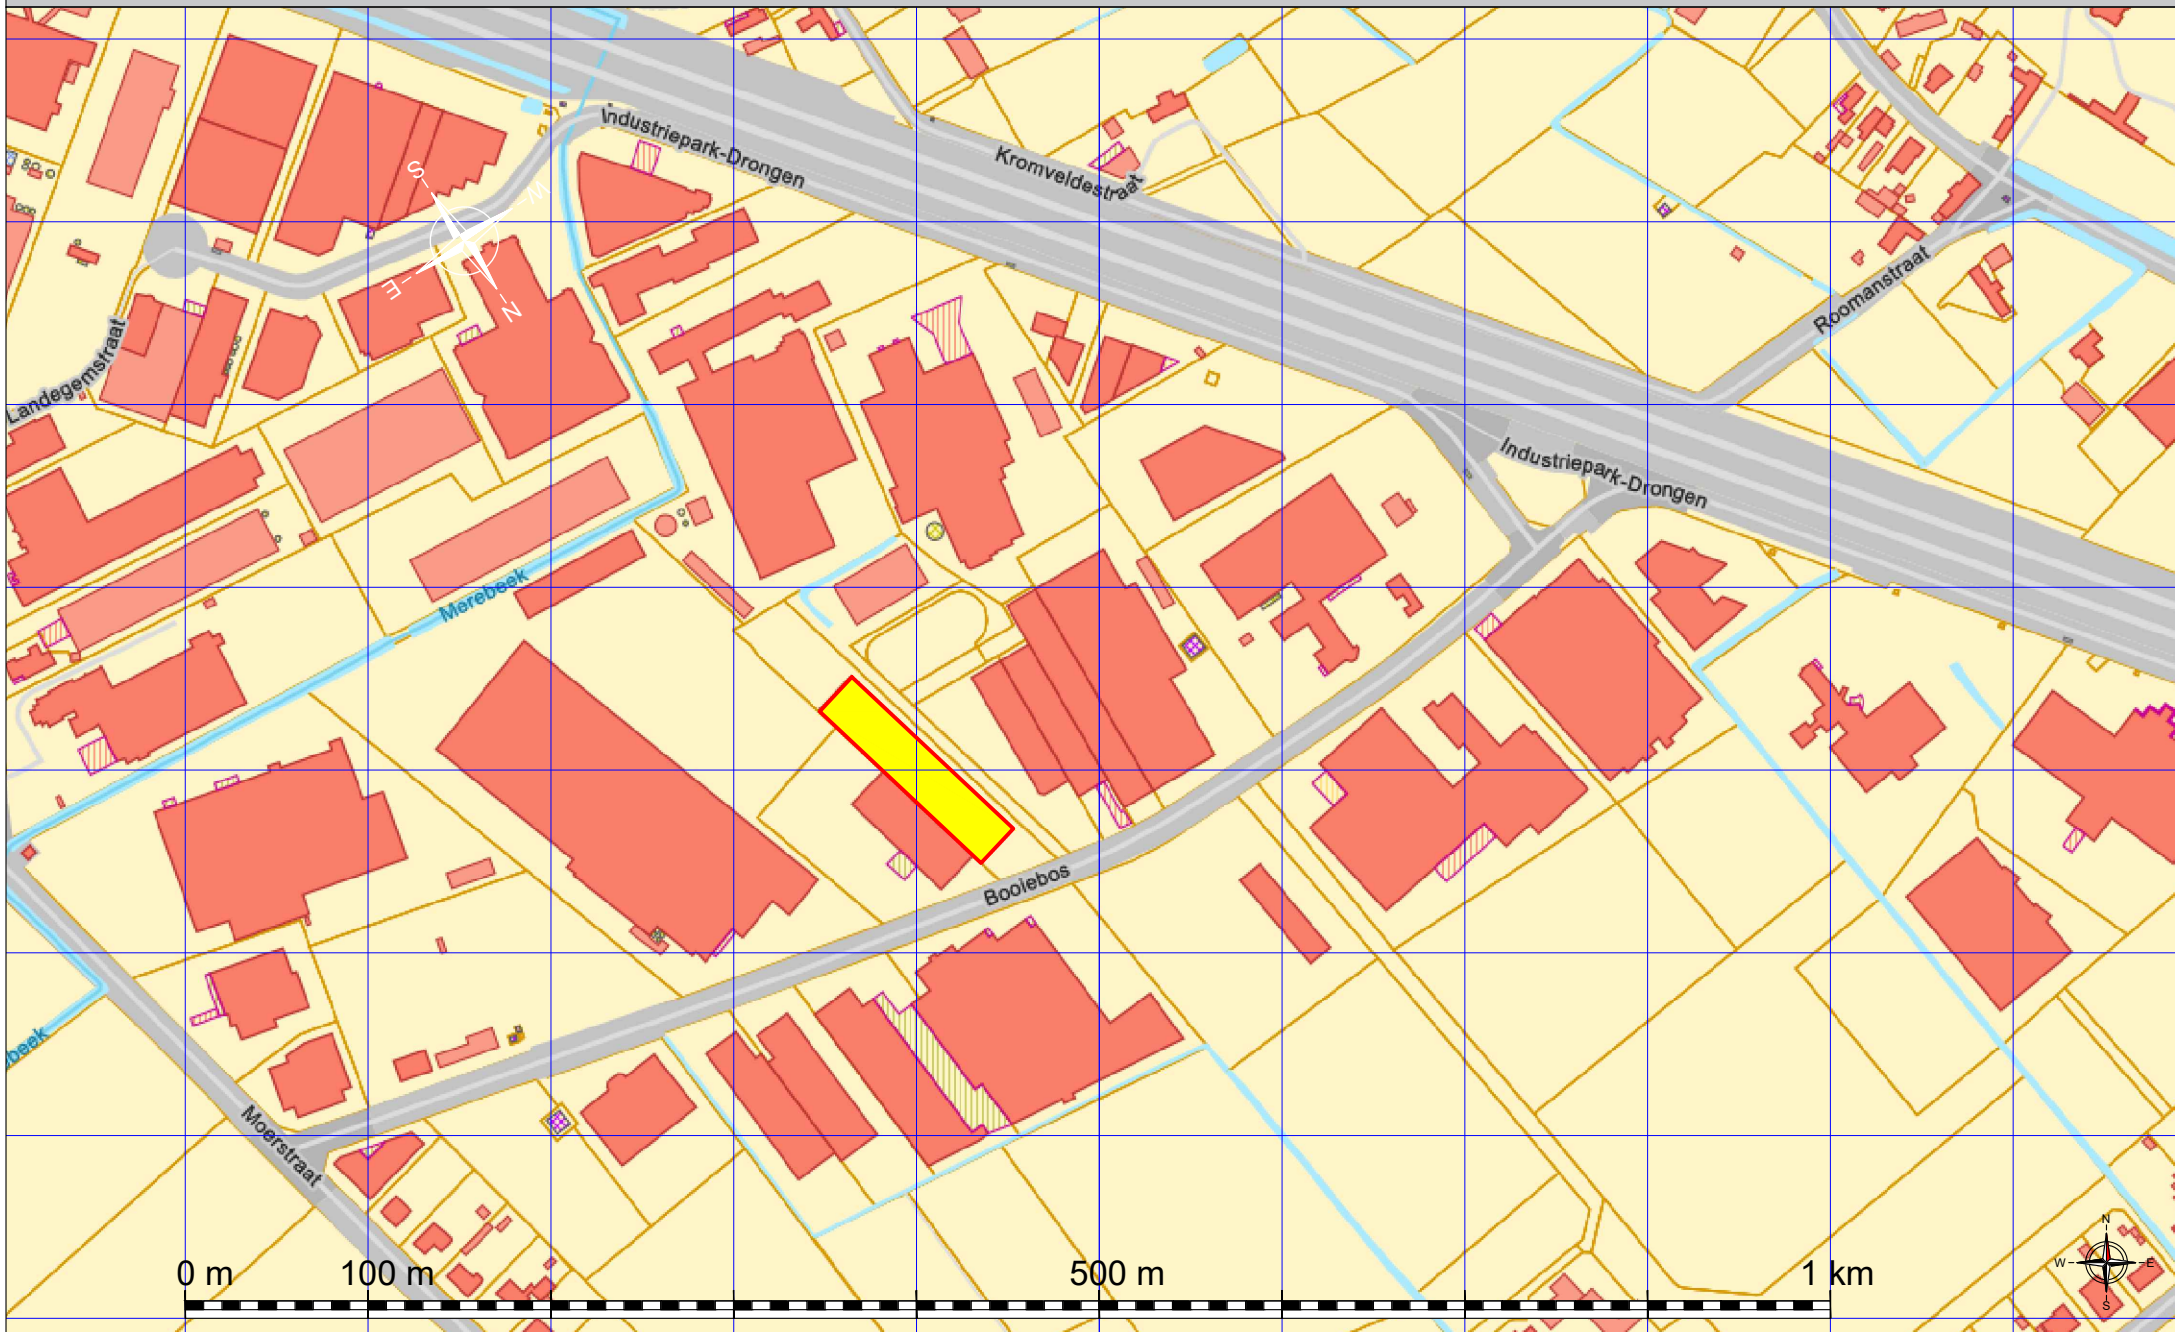 Industriepark-Drongen
Kromveldestraat
S
W
E
N
Roomanstraat
Landegemstraat
Industriepark-Drongen
Merebeek
Booiebos
beek
Moerstraat
N
W
E
S
0 m
100 m
500 m
1 km